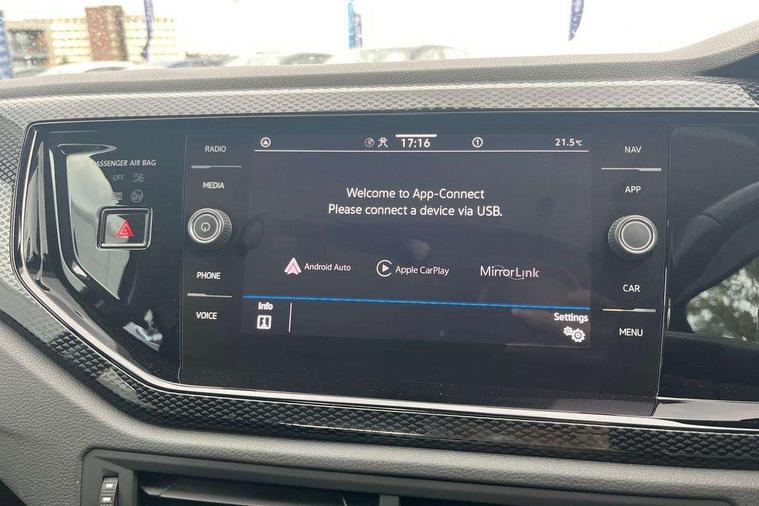 PASSENGER AIR BAG
OFF
ON
RADIO
MEDIA
PHONE
VOICE
17:16
21.5°C
Welcome to App-Connect
Please connect a device via USB.
Android Auto
Apple CarPlay
MirrorLink
Info
Settings
NAV
APP
CAR
MENU